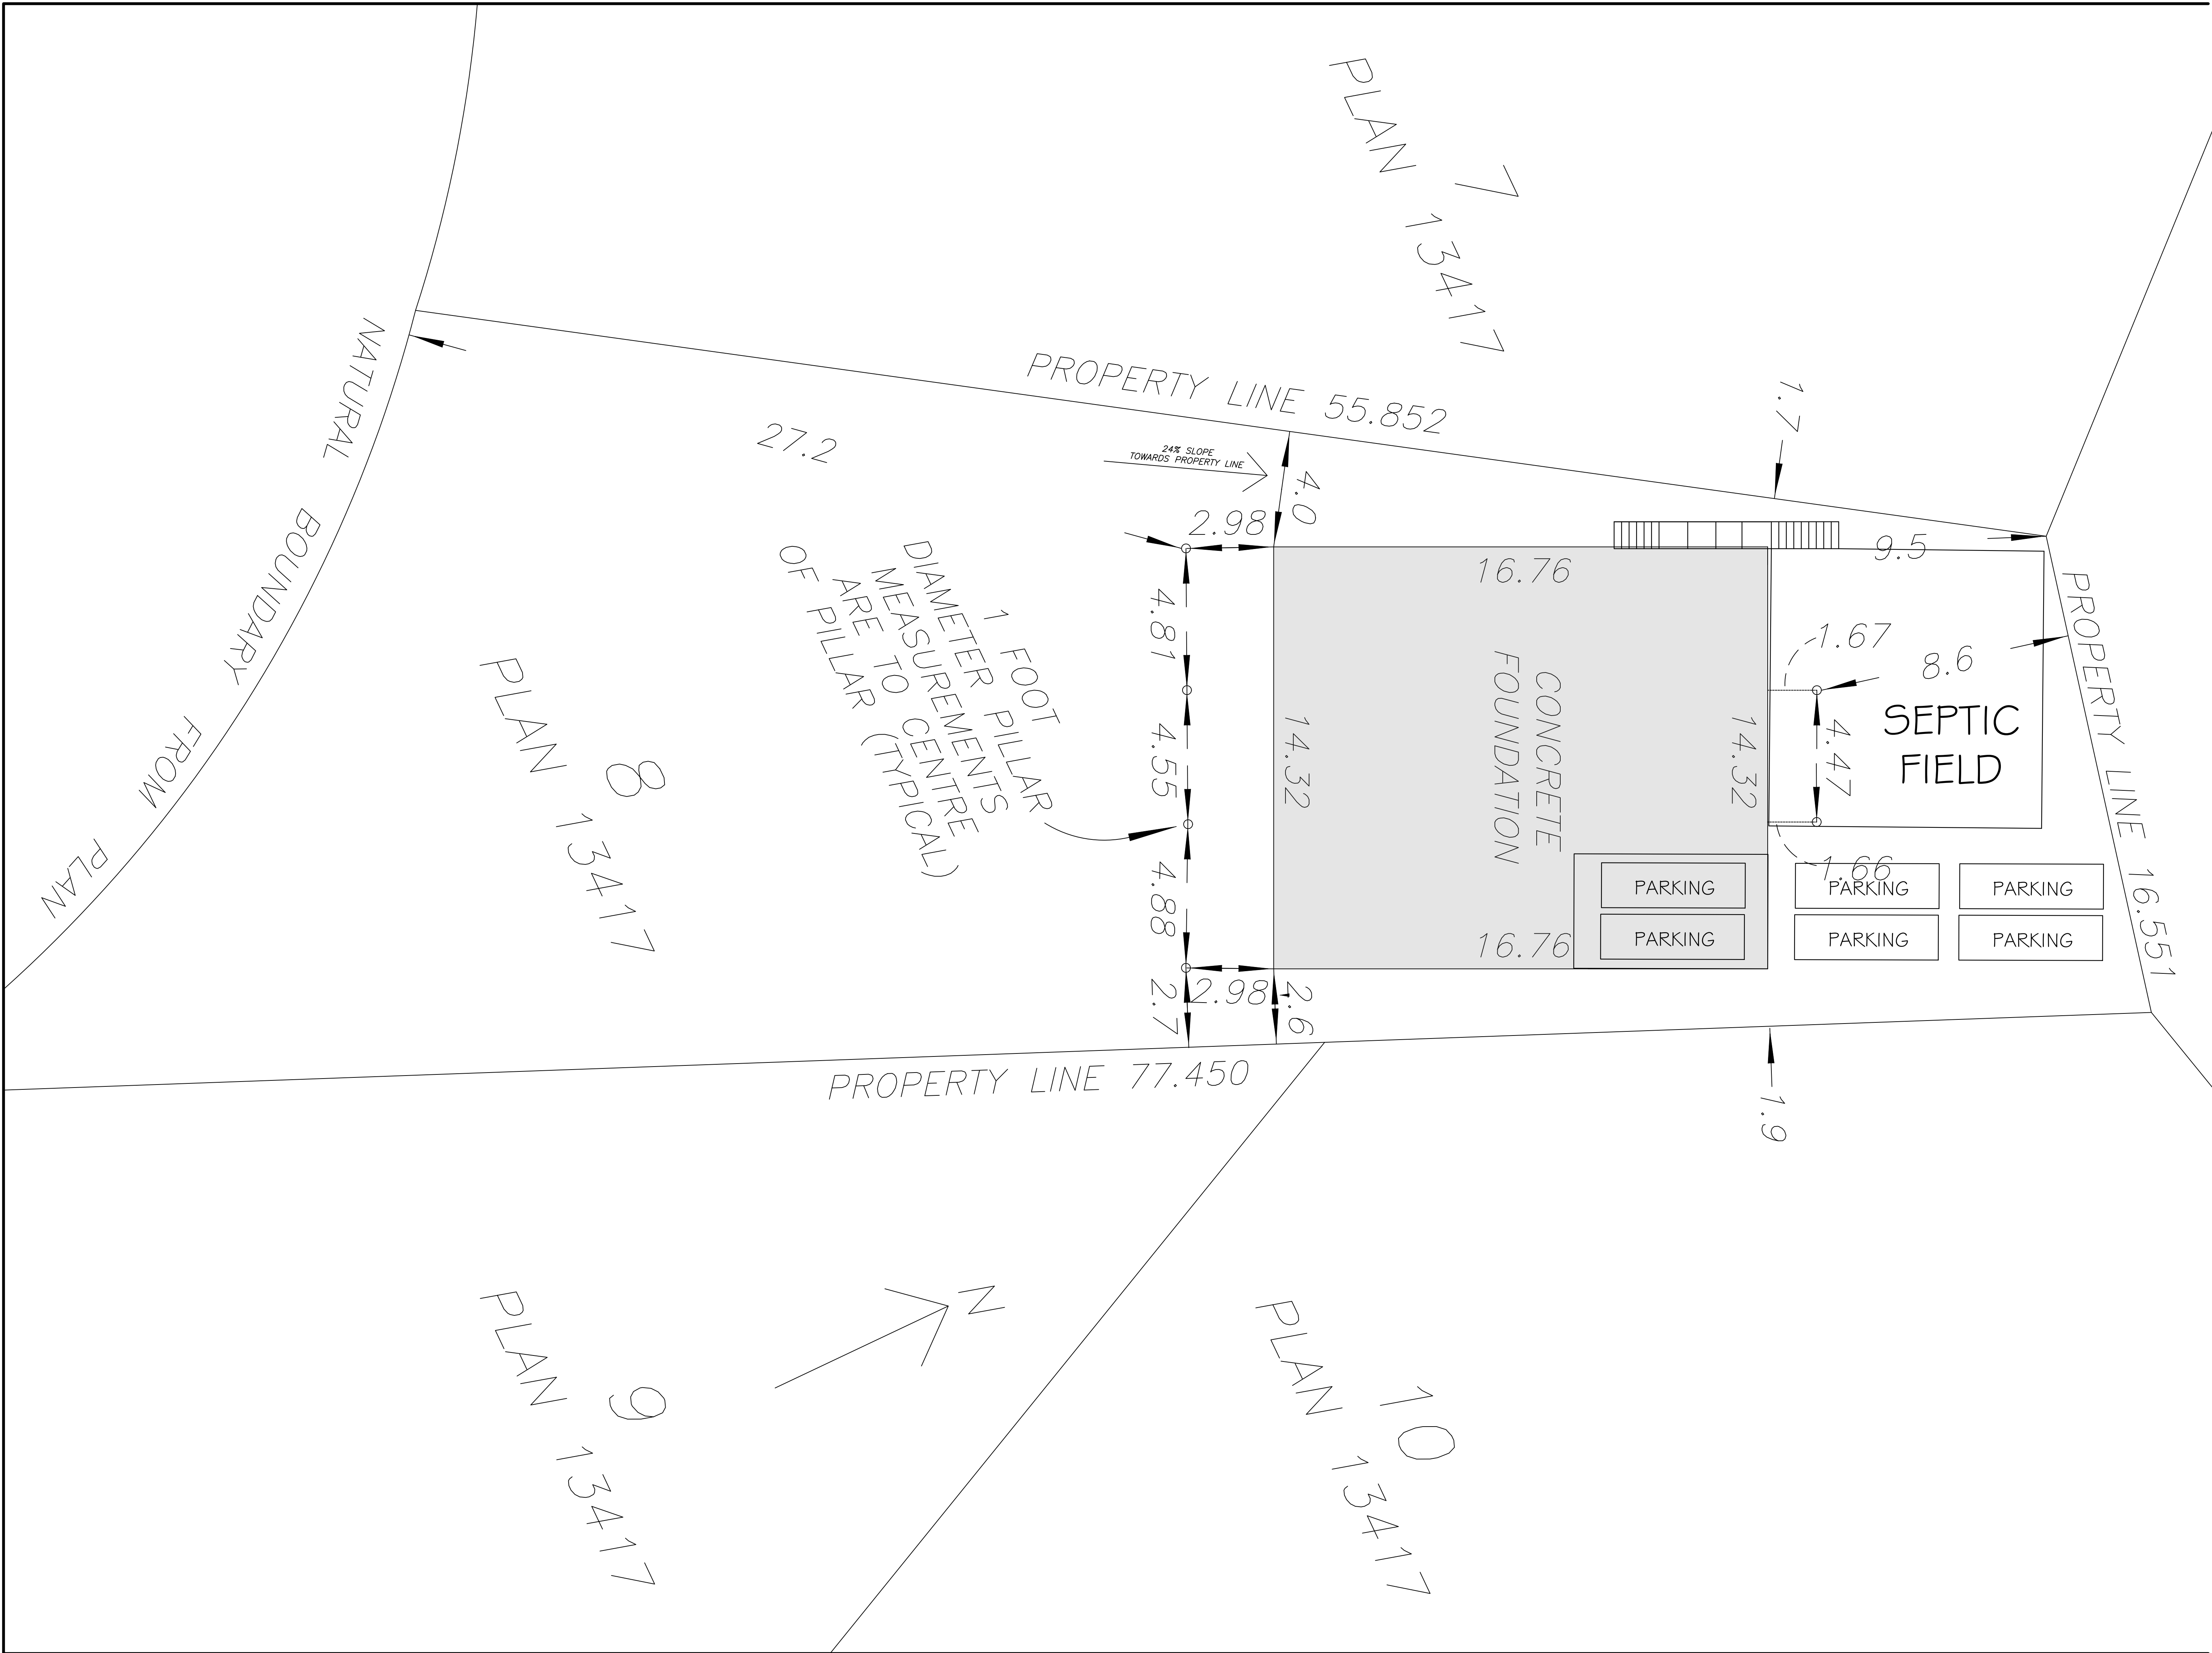 7
PLAN 13417
PROPERTY LINE 55.852
1.7
27.2
24% SLOPE
TOWARDS PROPERTY LINE
4.0
2.98
9.5
16.76
NATURAL BOUNDARY FROM PLAN
1 FOOT
DIAMETER PILLAR
MEASUREMENTS
ARE TO CENTRE
OF PILLAR (TYPICAL)
4.81
4.55
4.88
2.7
14.32
CONCRETE
FOUNDATION
14.32
1.67
8.6
4.47
SEPTIC
FIELD
PROPERTY LINE 16.551
8
PLAN 13417
1.66
PARKING
PARKING
PARKING
PARKING
PARKING
PARKING
16.76
2.98
2.6
PROPERTY LINE 77.450
1.9
N
9
PLAN 13417
10
PLAN 13417